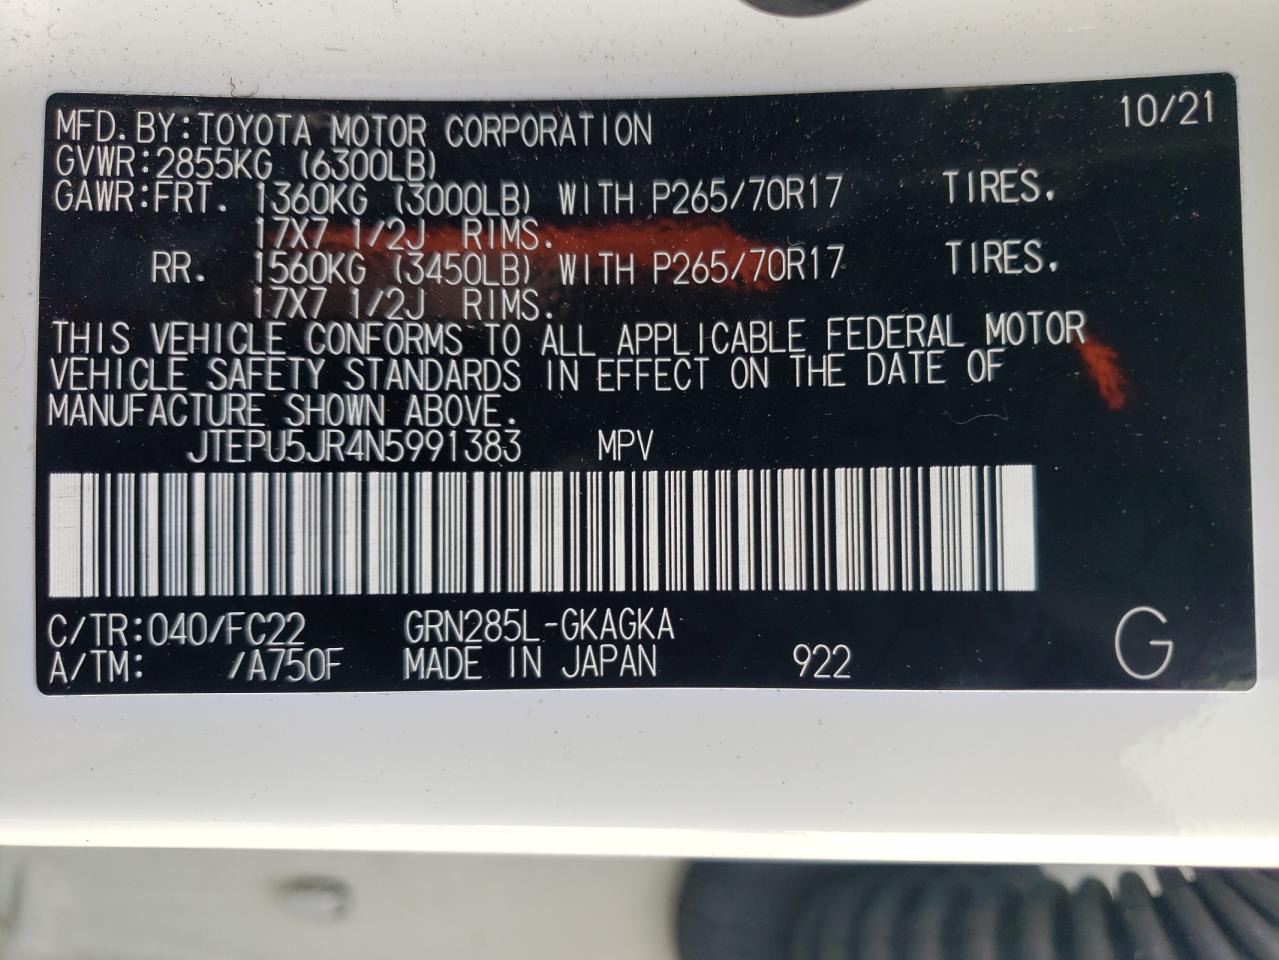 MFD.BY:TOYOTA MOTOR CORPORATION 10/21
GVWR:2855KG (6300LB)
GAWR:FRT. 1360KG (3000LB) WITH P265/70R17 TIRES.
17X7 1/2J RIMS.
RR. 1560KG (3450LB) WITH P265/70R17 TIRES.
17X7 1/2J RIMS.
THIS VEHICLE CONFORMS TO ALL APPLICABLE FEDERAL MOTOR
VEHICLE SAFETY STANDARDS IN EFFECT ON THE DATE OF
MANUFACTURE SHOWN ABOVE.
JTEPU5JR4N5991383 MPV
C/TR:040/FC22 GRN285L-GKAGKA
A/TM: /A750F MADE IN JAPAN 922 G